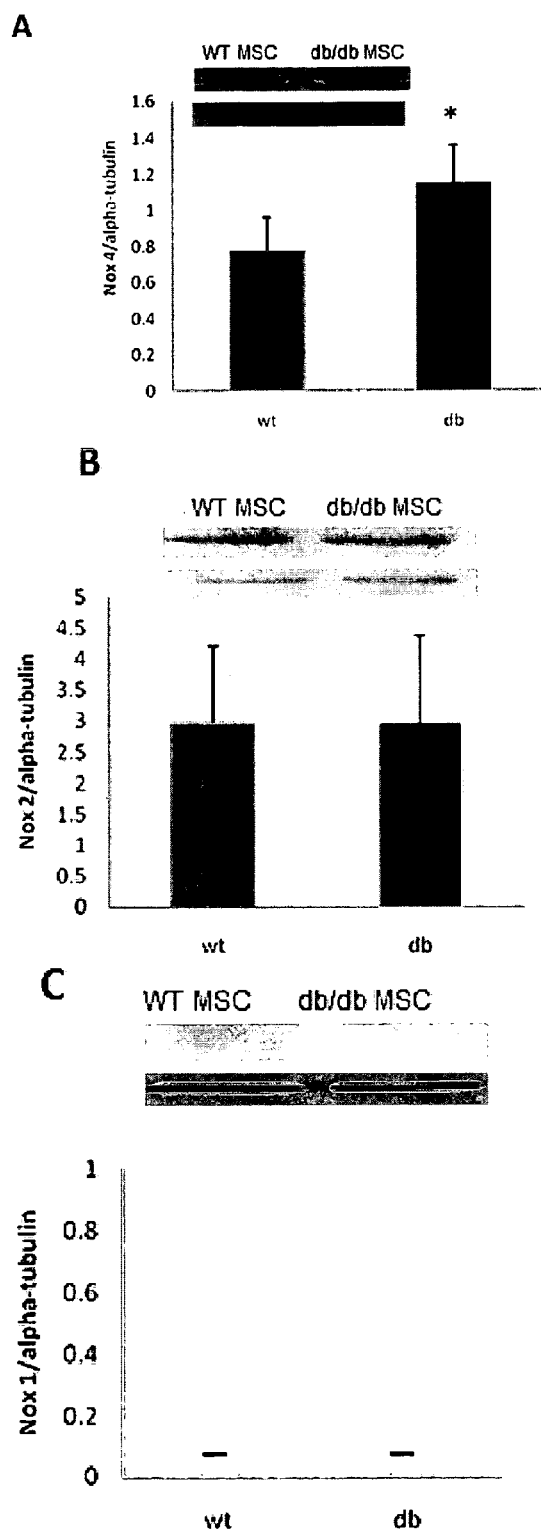 A
WT MSC db/db MSC
1.6
1.4
1.2
1
0.8
0.6
0.4
0.2
0
Nox 4/alpha-tubulin
*
wt db
B
WT MSC db/db MSC
5
4.5
4
3.5
3
2.5
2
1.5
1
0.5
0
Nox 2/alpha-tubulin
wt db
C
WT MSC db/db MSC
1
0.8
0.6
0.4
0.2
0
Nox 1/alpha-tubulin
wt db